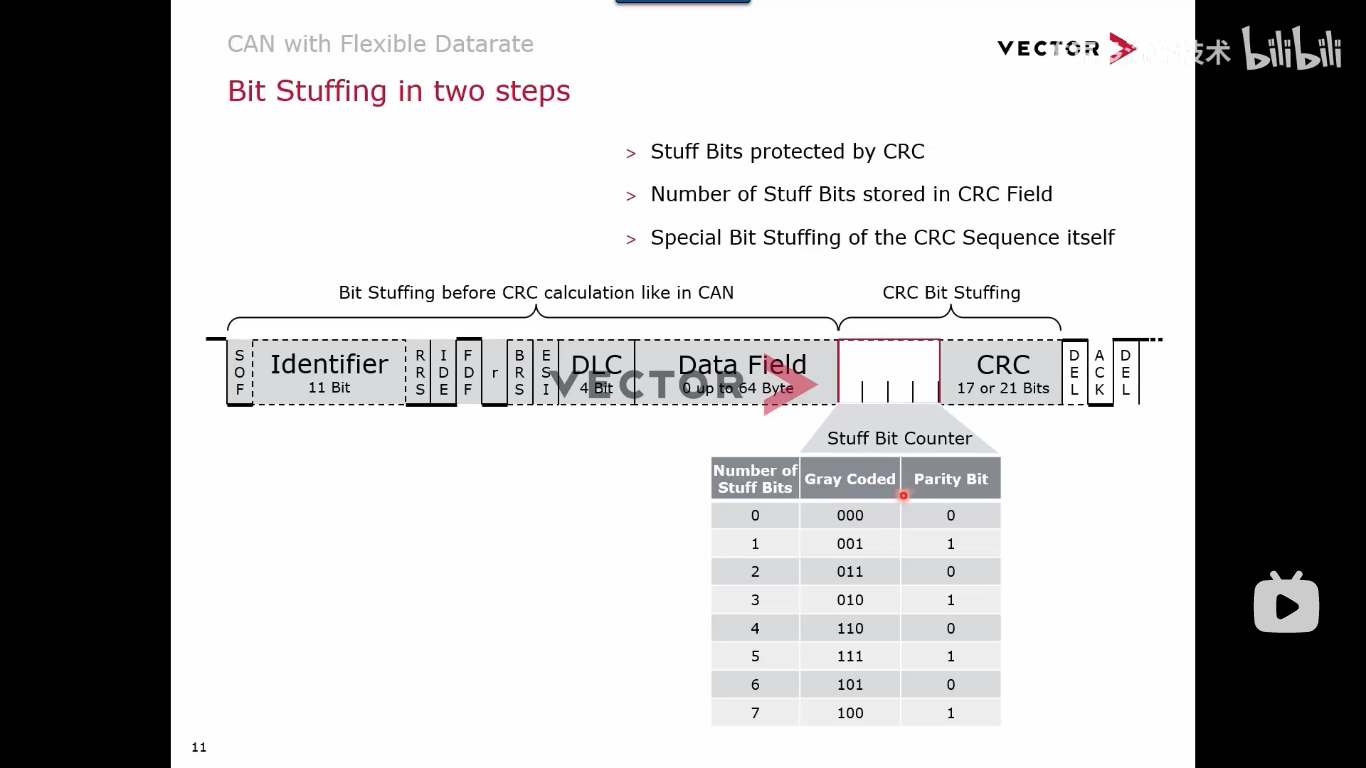 CAN with Flexible Datarate
VECTOR
技术
bilibili
Bit Stuffing in two steps
> Stuff Bits protected by CRC
> Number of Stuff Bits stored in CRC Field
> Special Bit Stuffing of the CRC Sequence itself
Bit Stuffing before CRC calculation like in CAN
CRC Bit Stuffing
SOF
Identifier
11 Bit
RRS
IDE
FDF
r
BRS
ESI
DLC
4 Bit
Data Field
0 up to 64 Byte
VECTOR
CRC
17 or 21 Bits
DEL
ACK
DEL
Stuff Bit Counter
Number of Stuff Bits Gray Coded Parity Bit
0 000 0
1 001 1
2 011 0
3 010 1
4 110 0
5 111 1
6 101 0
7 100 1
11